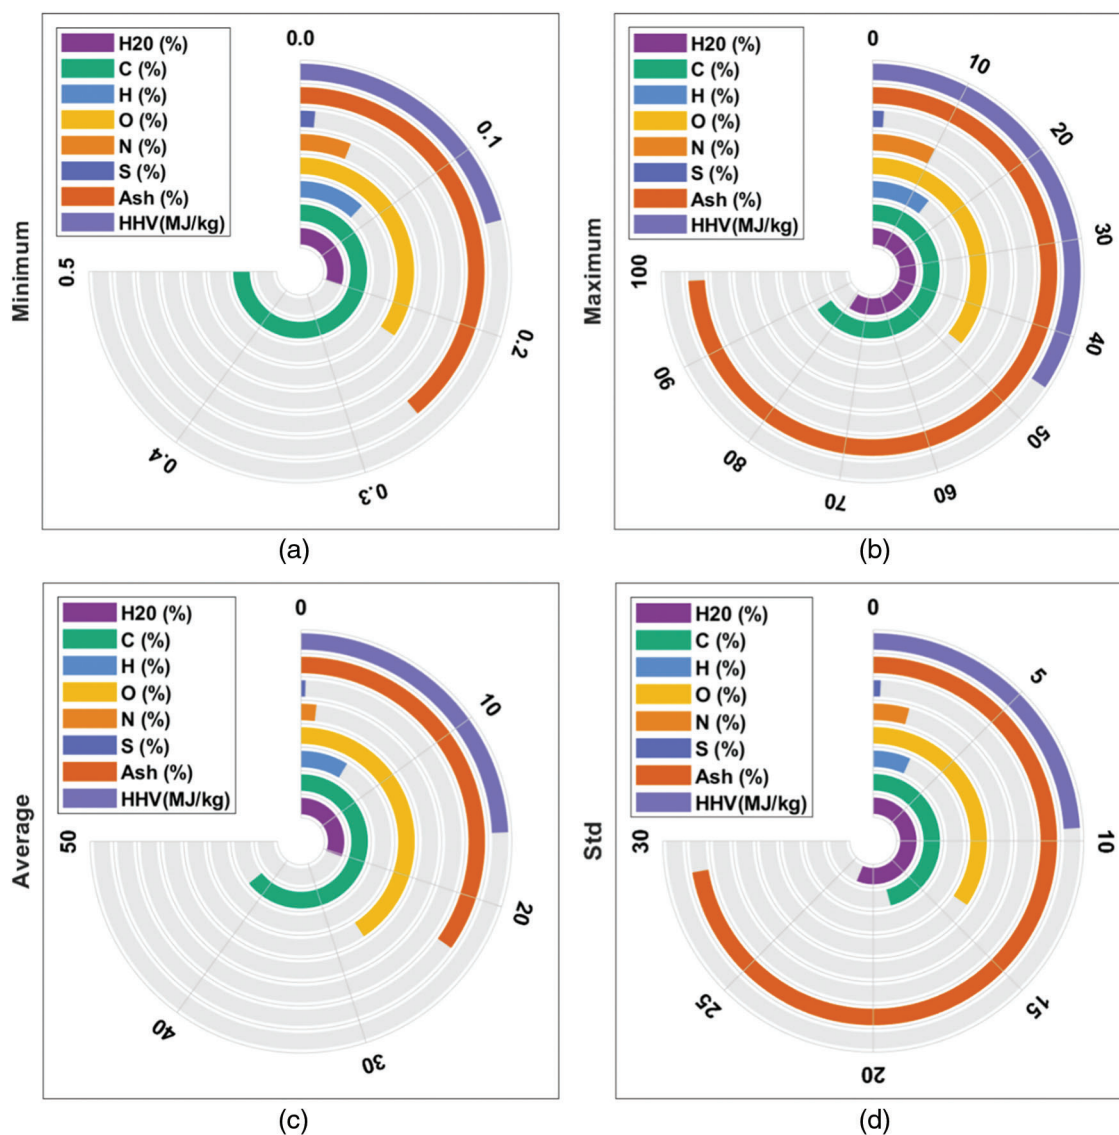 H20 (%)
C (%)
H (%)
O (%)
N (%)
S (%)
Ash (%)
HHV(MJ/kg)
0.0
0.1
0.2
0.3
0.4
0.5
Minimum
(a)
H20 (%)
C (%)
H (%)
O (%)
N (%)
S (%)
Ash (%)
HHV(MJ/kg)
0
10
20
30
40
50
60
70
80
90
100
Maximum
(b)
H20 (%)
C (%)
H (%)
O (%)
N (%)
S (%)
Ash (%)
HHV(MJ/kg)
0
10
20
30
40
50
Average
(c)
H20 (%)
C (%)
H (%)
O (%)
N (%)
S (%)
Ash (%)
HHV(MJ/kg)
0
5
10
15
20
25
30
Std
(d)